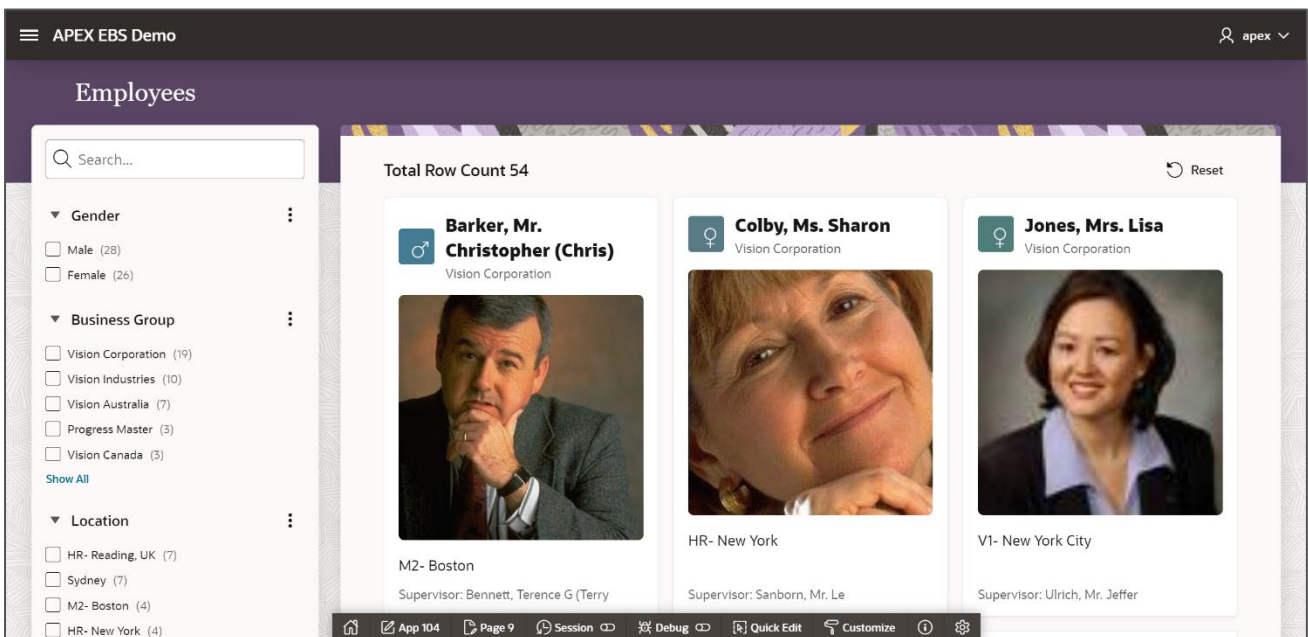 APEX EBS Demo
apex
Employees
Search...
Total Row Count 54
Reset
Gender
Male (28)
Female (26)
Business Group
Vision Corporation (19)
Vision Industries (10)
Vision Australia (7)
Progress Master (3)
Vision Canada (3)
Show All
Location
HR- Reading, UK (7)
Sydney (7)
M2- Boston (4)
HR- New York (4)
Barker, Mr.
Christopher (Chris)
Vision Corporation
M2- Boston
Supervisor: Bennett, Terence G (Terry
Colby, Ms. Sharon
Vision Corporation
HR- New York
Supervisor: Sanborn, Mr. Le
Jones, Mrs. Lisa
Vision Corporation
V1- New York City
Supervisor: Ulrich, Mr. Jeffer
App 104 Page 9 Session Debug Quick Edit Customize